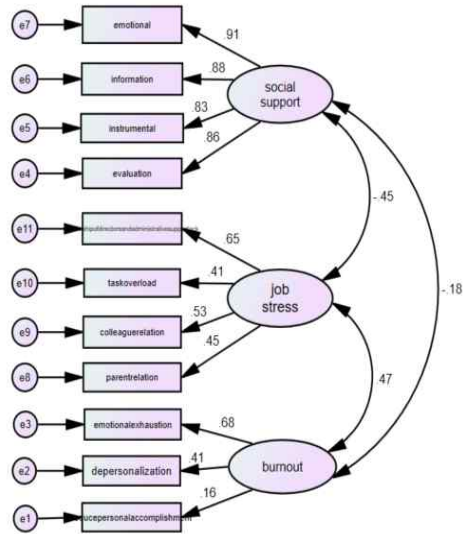 e7
emotional
.91
e6
information
.88
social
support
e5
instrumental
.83
e4
evaluation
.86
-.45
e11
.65
e10
taskoverload
.41
job
stress
-.18
e9
colleaguerelation
.53
e8
parentrelation
.45
.47
e3
emotionalexhaustion
.68
e2
depersonalization
.41
burnout
.16
e1
ucepersonalaccomplishment